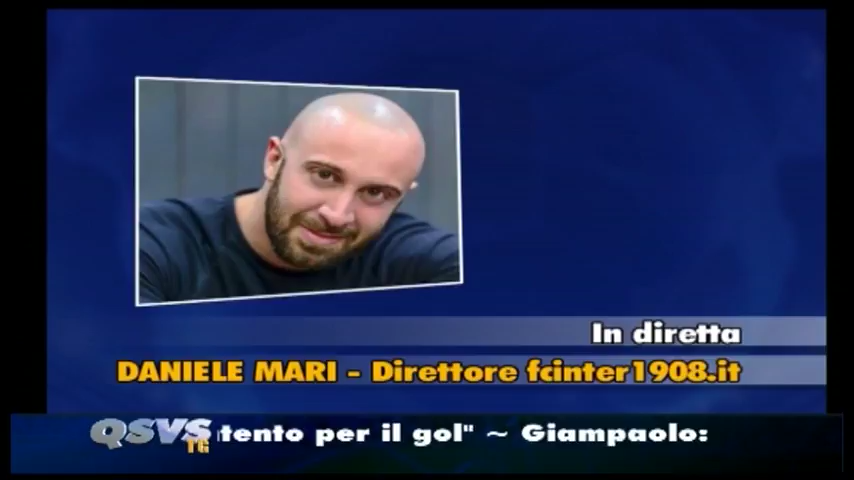 In diretta
DANIELE MARI - Direttore fcinter1908.it
QSVS TG tento per il gol" ~ Giampaolo: